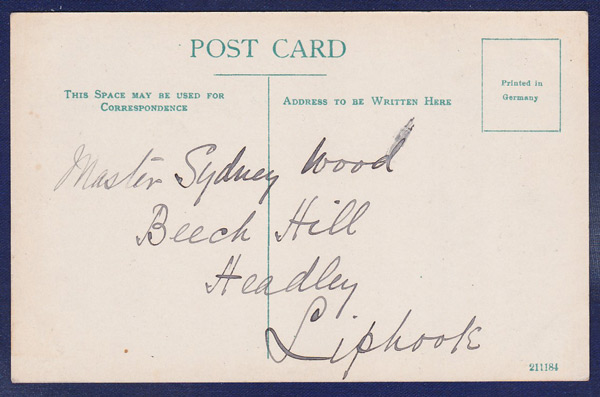 POST CARD
THIS SPACE MAY BE USED FOR
CORRESPONDENCE
ADDRESS TO BE WRITTEN HERE
Printed in
Germany
Master Sydney Wood
Beech Hill
Headley
Liphook
211184